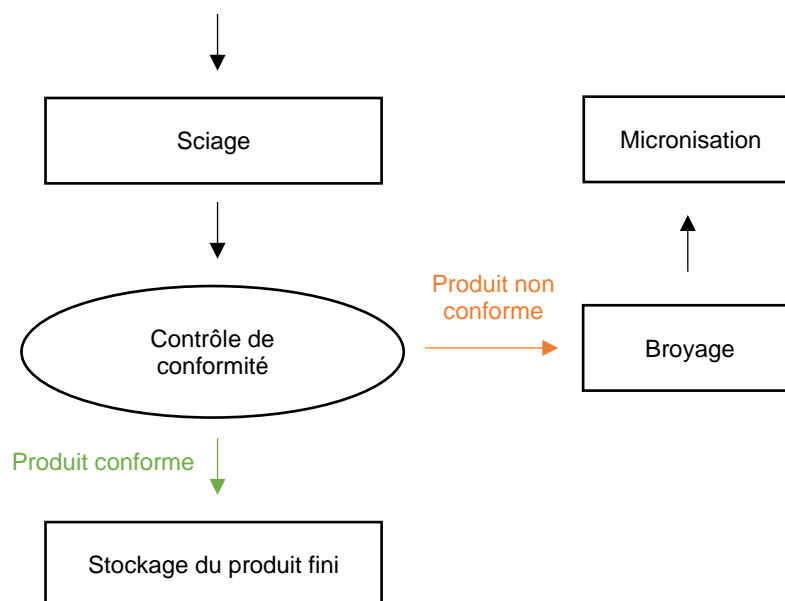 Sciage
Micronisation
Produit non
conforme
Contrôle de
conformité
Broyage
Produit conforme
Stockage du produit fini